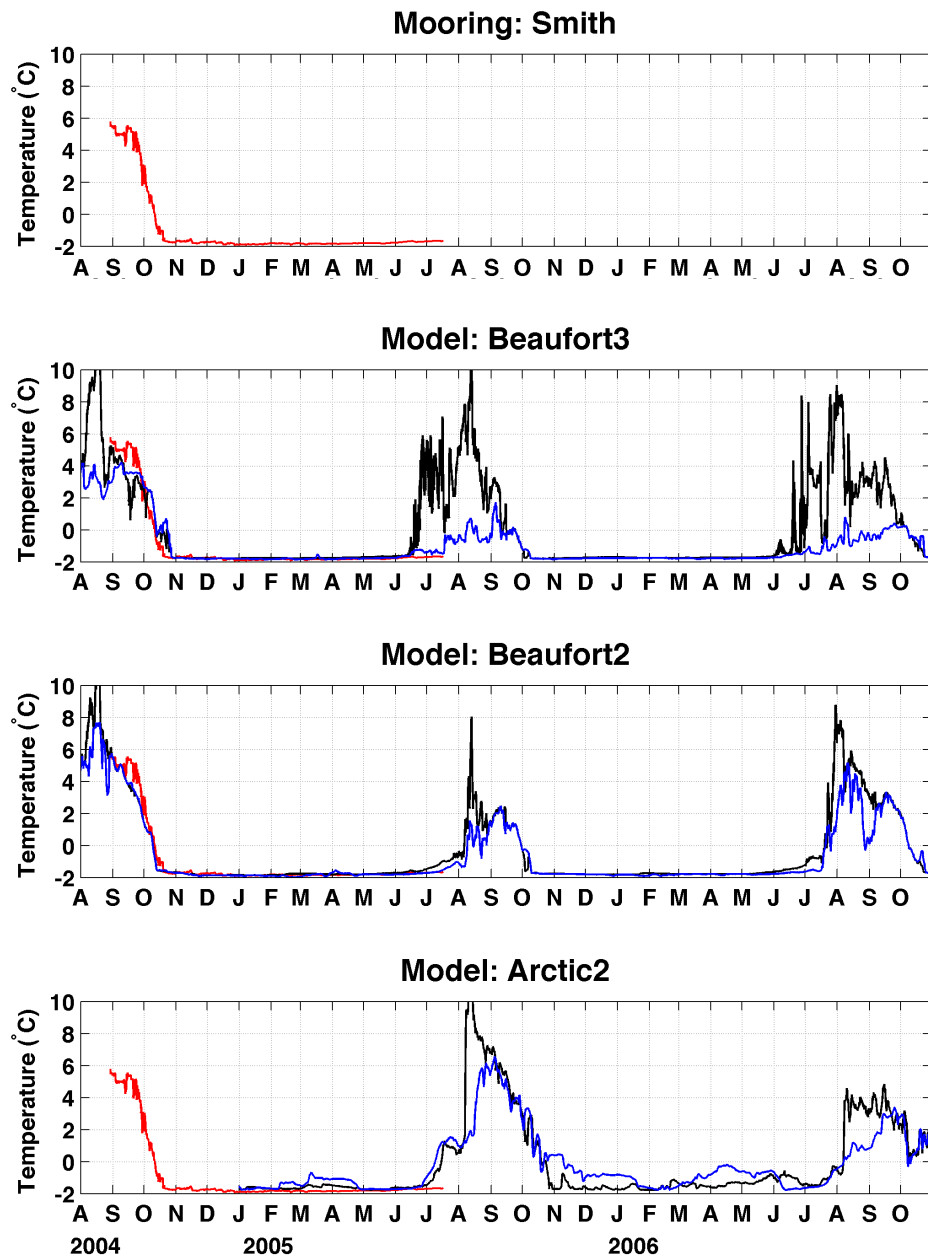 Mooring: Smith
Temperature (°C)
10
8
6
4
2
0
-2
A S O N D J F M A M J J A S O N D J F M A M J J A S O
Model: Beaufort3
Temperature (°C)
10
8
6
4
2
0
-2
A S O N D J F M A M J J A S O N D J F M A M J J A S O
Model: Beaufort2
Temperature (°C)
10
8
6
4
2
0
-2
A S O N D J F M A M J J A S O N D J F M A M J J A S O
Model: Arctic2
Temperature (°C)
10
8
6
4
2
0
-2
A S O N D J F M A M J J A S O N D J F M A M J J A S O
2004 2005 2006